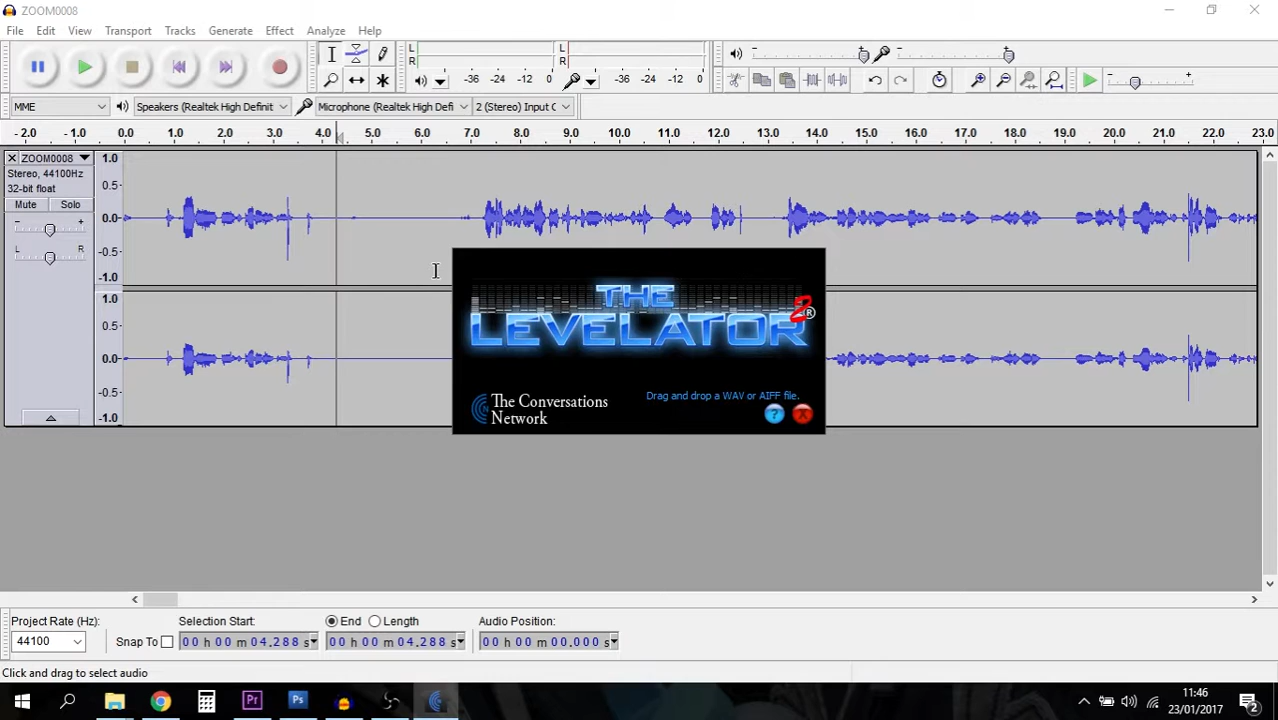 ZOOM0008
File Edit View Transport Tracks Generate Effect Analyze Help
L
R
-36 -24 -12 0
L
R
-36 -24 -12 0
MME
Speakers (Realtek High Definit
Microphone (Realtek High Defi
2 (Stereo) Input C
-2.0 -1.0 0.0 1.0 2.0 3.0 4.0 5.0 6.0 7.0 8.0 9.0 10.0 11.0 12.0 13.0 14.0 15.0 16.0 17.0 18.0 19.0 20.0 21.0 22.0 23.0
ZOOM0008
Stereo, 44100Hz
32-bit float
Mute Solo
- +
L R
1.0
0.5
0.0
-0.5
-1.0
1.0
0.5
0.0
-0.5
-1.0
THE
LEVELATOR 2 ®
Drag and drop a WAV or AIFF file.
The Conversations
Network
? X
Project Rate (Hz):
44100
Snap To
Selection Start:
00 h 00 m 04.288 s
End Length
00 h 00 m 04.288 s
Audio Position:
00 h 00 m 00.000 s
Click and drag to select audio
Pr
Ps
11:46
23/01/2017
2